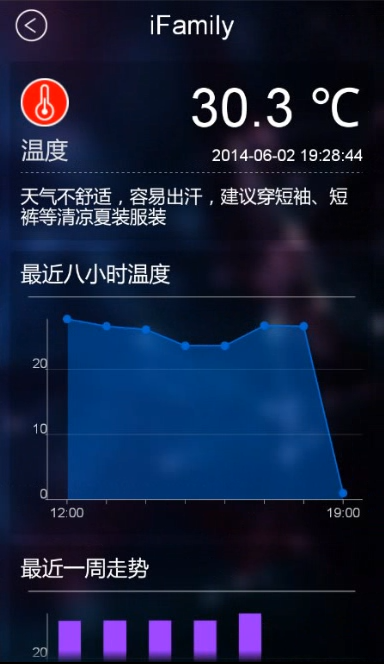 iFamily
30.3 ℃
温度
2014-06-02 19:28:44
天气不舒适，容易出汗，建议穿短袖、短
裤等清凉夏装服装
最近八小时温度
20
10
0
12:00
19:00
最近一周走势
20